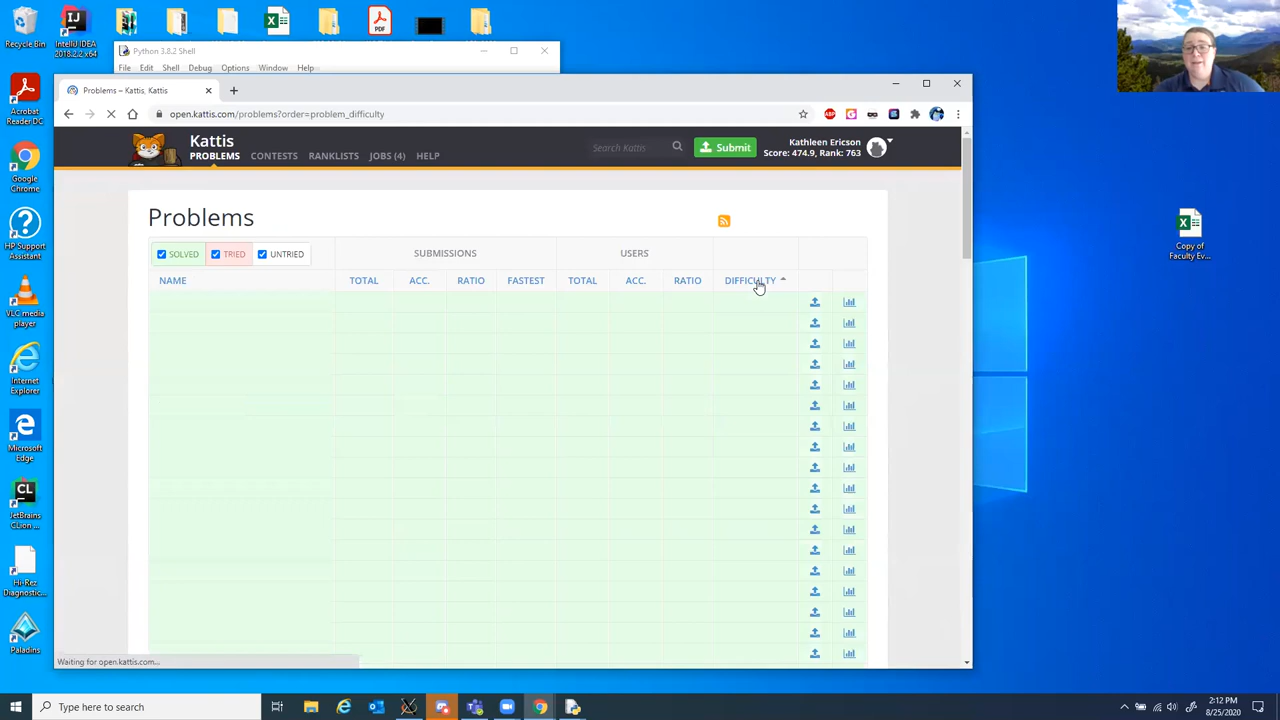 Recycle Bin
IntelliJ IDEA
2018.2.2 x64
PDF
Python 3.8.2 Shell
File Edit Shell Debug Options Window Help
Acrobat
Reader DC
Problems – Kattis, Kattis
open.kattis.com/problems?order=problem_difficulty
ABP
Kattis
PROBLEMS CONTESTS RANKLISTS JOBS (4) HELP
Search Kattis
Submit
Kathleen Ericson
Score: 474.9, Rank: 763
Google
Chrome
Problems
HP Support
Assistant
SOLVED TRIED UNTRIED
SUBMISSIONS
USERS
NAME TOTAL ACC. RATIO FASTEST TOTAL ACC. RATIO DIFFICULTY
Copy of
Faculty Ev...
VLC media
player
Internet
Explorer
Microsoft
Edge
CL
JetBrains
CLion ...
Hi-Rez
Diagnostic...
Paladins
Waiting for open.kattis.com...
Type here to search
2:12 PM
8/25/2020